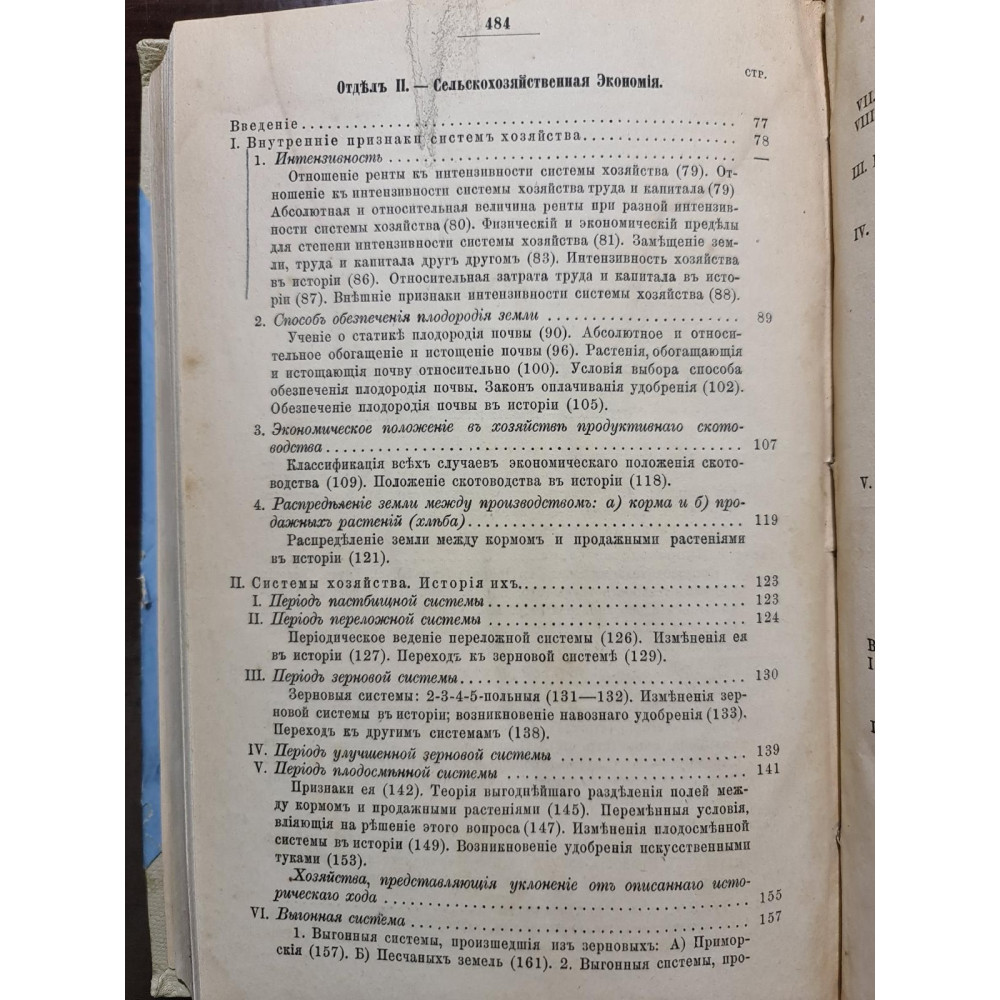 484
Отдѣлъ II. — Сельскохозяйственная Экономія.
СТР.
Введеніе . . . . . 77
I. Внутренніе признаки системъ хозяйства. . . . . 78
1. Интензивность . . . . . —
Отношеніе ренты къ интензивности системы хозяйства (79). От-
ношеніе къ интензивности системы хозяйства труда и капитала (79)
Абсолютная и относительная величина ренты при разной интензив-
ности системы хозяйства (80). Физическій и экономическій предѣлы
для степени интензивности системы хозяйства (81). Замѣщеніе зем-
ли, труда и капитала другъ другомъ (83). Интензивность хозяйства
въ исторіи (86). Относительная затрата труда и капитала въ исто-
ріи (87). Внѣшніе признаки интензивности системы хозяйства (88).
2. Способъ обезпеченія плодородія земли . . . . . 89
Ученіе о статикѣ плодородія почвы (90). Абсолютное и относи-
тельное обогащеніе и истощеніе почвы (96). Растенія, обогащающія
и истощающія почву относительно (100). Условія выбора способа
обезпеченія плодородія почвы. Законъ оплачиванія удобренія (102).
Обезпеченіе плодородія почвы въ исторіи (105).
3. Экономическое положеніе въ хозяйствѣ продуктивнаго ското-
водства . . . . . 107
Классификація всѣхъ случаевъ экономическаго положенія ското-
водства (109). Положеніе скотоводства въ исторіи (118).
4. Распредѣленіе земли между производствомъ: а) корма и б) про-
дажныхъ растеній (хлѣба) . . . . . 119
Распредѣленіе земли между кормомъ и продажными растеніями
въ исторіи (121).
II. Системы хозяйства. Исторія ихъ. . . . . 123
I. Періодъ пастбищной системы . . . . . 123
II. Періодъ переложной системы . . . . . 124
Періодическое веденіе переложной системы (126). Измѣненія ея
въ исторіи (127). Переходъ къ зерновой системѣ (129).
III. Періодъ зерновой системы . . . . . 130
Зерновыя системы: 2-3-4-5-польныя (131—132). Измѣненія зер-
новой системы въ исторіи; возникновеніе навознаго удобренія (133).
Переходъ къ другимъ системамъ (138).
IV. Періодъ улучшенной зерновой системы . . . . . 139
V. Періодъ плодосмѣнной системы . . . . . 141
Признаки ея (142). Теорія выгоднѣйшаго раздѣленія полей меж-
ду кормомъ и продажными растеніями (145). Перемѣнныя условія,
вліяющія на рѣшеніе этого вопроса (147). Измѣненія плодосмѣнной
системы въ исторіи (149). Возникновеніе удобренія искусственными
туками (153).
Хозяйства, представляющія уклоненіе отъ описаннаго исто-
рическаго хода . . . . . 155
VI. Выгонная система . . . . . 157
1. Выгонныя системы, произшедшія изъ зерновыхъ: А) Примор-
скія (157). Б) Песчаныхъ земель (161). 2. Выгонныя системы, про-
VII.
VIII
III.
IV.
V.